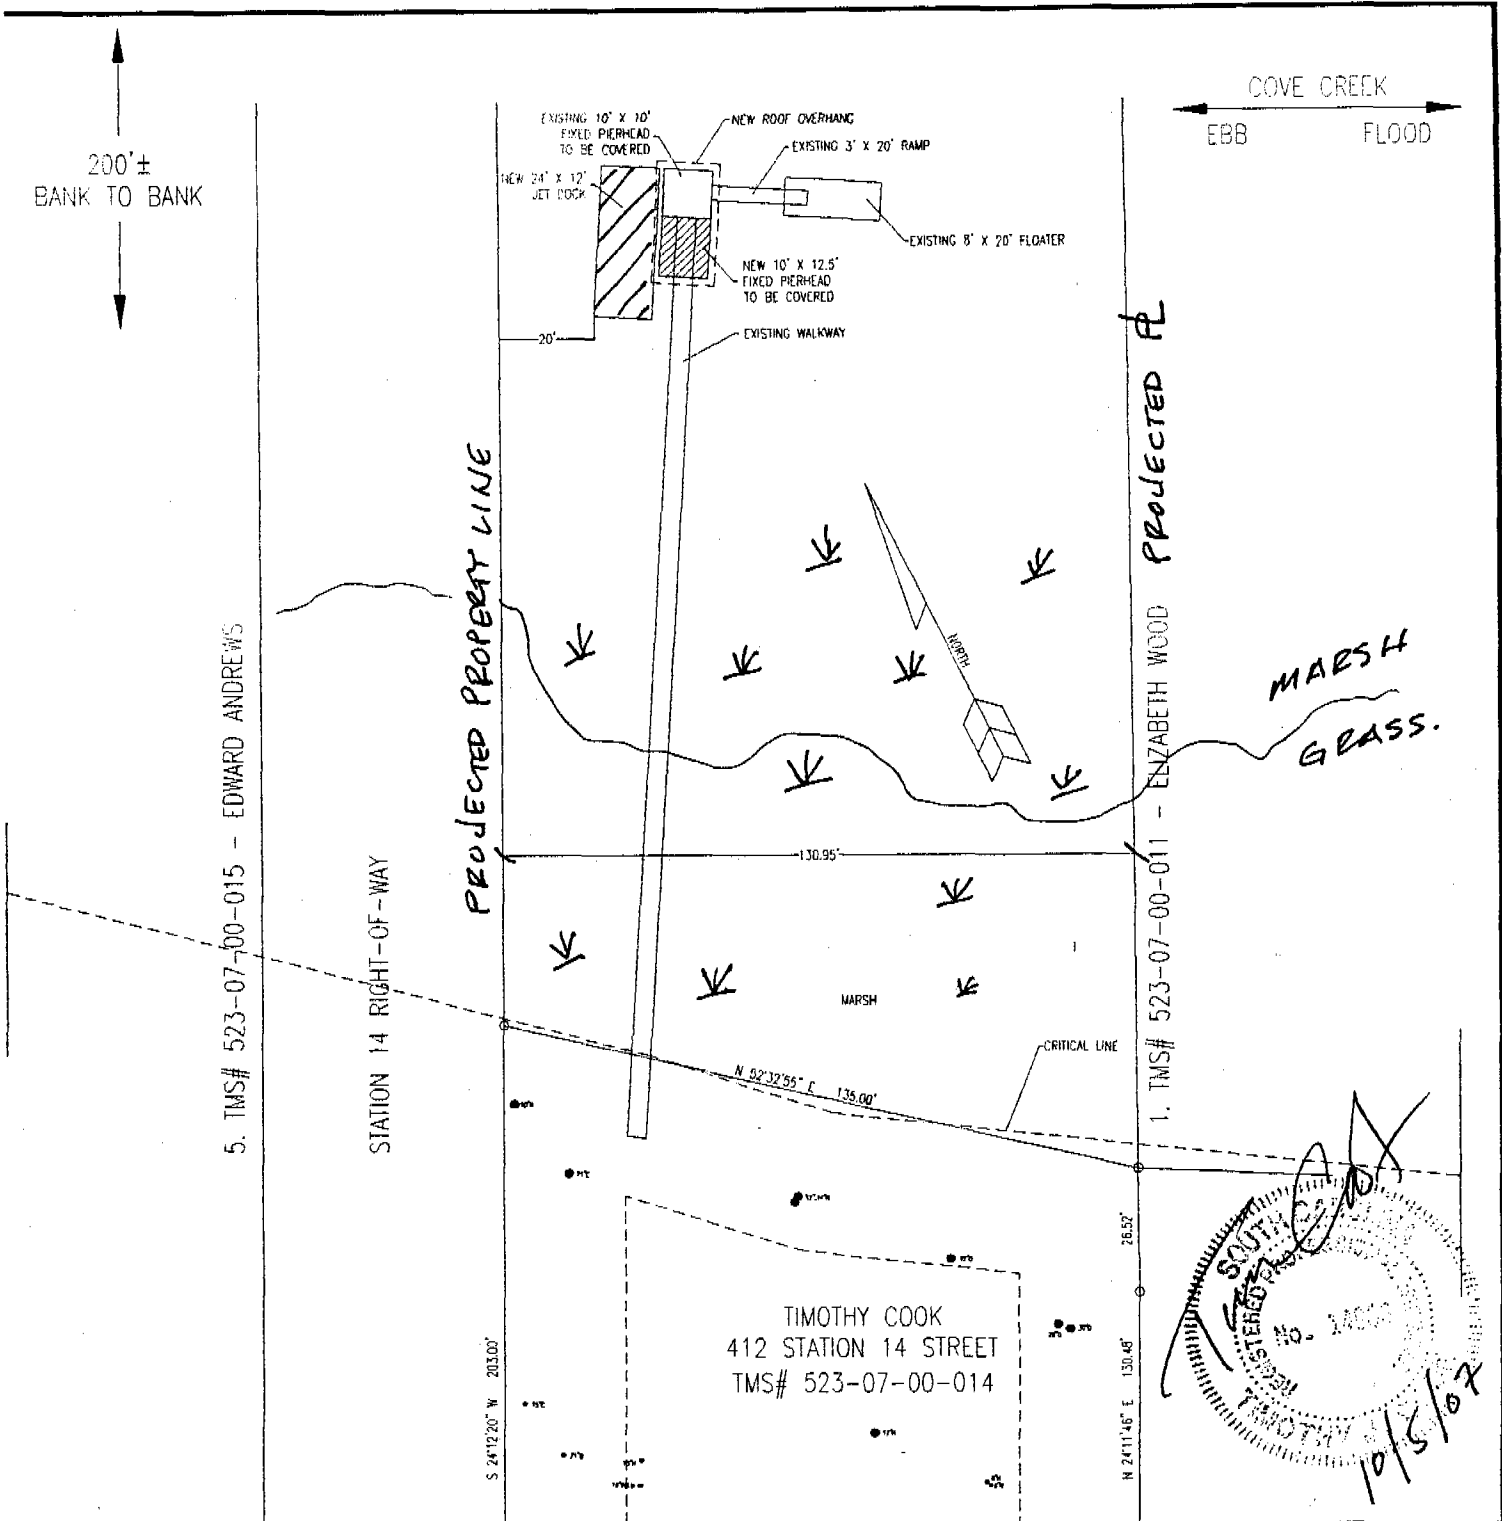 200'±
BANK TO BANK
COVE CREEK
EBB FLOOD
EXISTING 10' X 10'
FIXED PIERHEAD
TO BE COVERED
NEW ROOF OVERHANG
EXISTING 3' X 20' RAMP
NEW 24' X 12'
JET DOCK
EXISTING 8' X 20' FLOATER
NEW 10' X 12.5'
FIXED PIERHEAD
TO BE COVERED
20'
EXISTING WALKWAY
PROJECTED PROPERTY LINE
PROJECTED PL
NORTH
MARSH
GRASS.
5. TMS# 523-07-00-015 - EDWARD ANDREWS
STATION 14 RIGHT-OF-WAY
1. TMS# 523-07-00-011 - ELIZABETH WOOD
130.95'
MARSH
CRITICAL LINE
N 52°32'55" E 135.00'
26.52'
TIMOTHY COOK
412 STATION 14 STREET
TMS# 523-07-00-014
S 24°12'20" W 203.00'
N 24°11'46" E 130.48'
SOUTH CAROLINA
REGISTERED PROFESSIONAL
No.
TIMOTHY
10/5/07